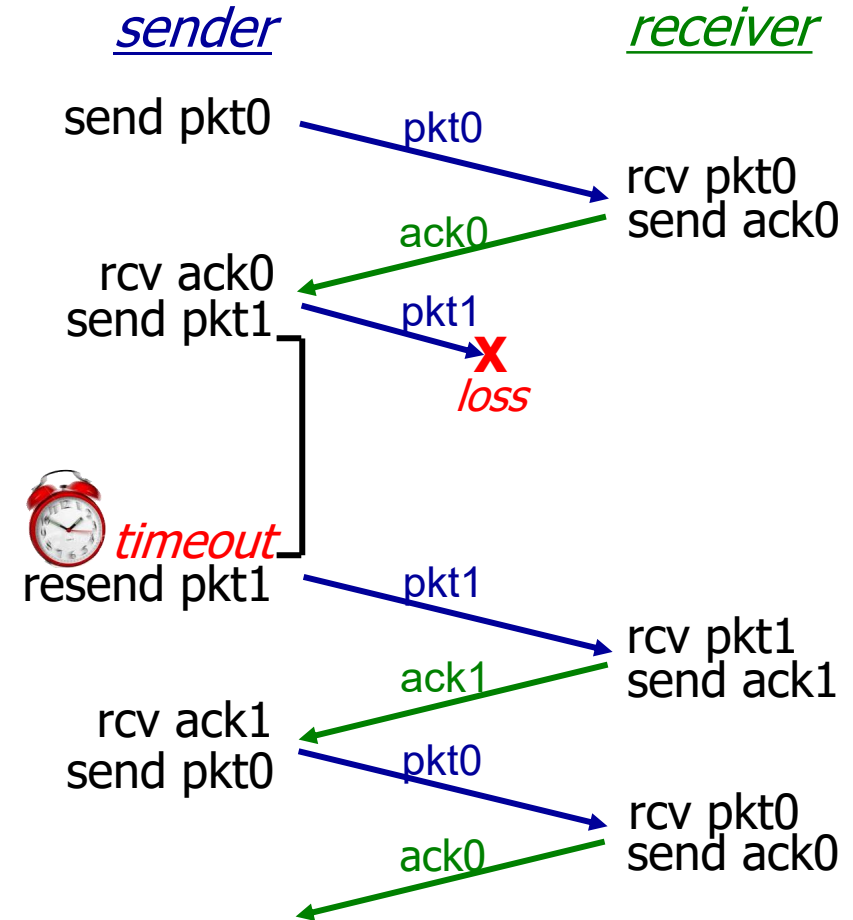 sender
receiver
send pkt0
pkt0
rcv pkt0
send ack0
ack0
rcv ack0
send pkt1
pkt1
X
loss
timeout
resend pkt1
pkt1
rcv pkt1
send ack1
ack1
rcv ack1
send pkt0
pkt0
rcv pkt0
send ack0
ack0